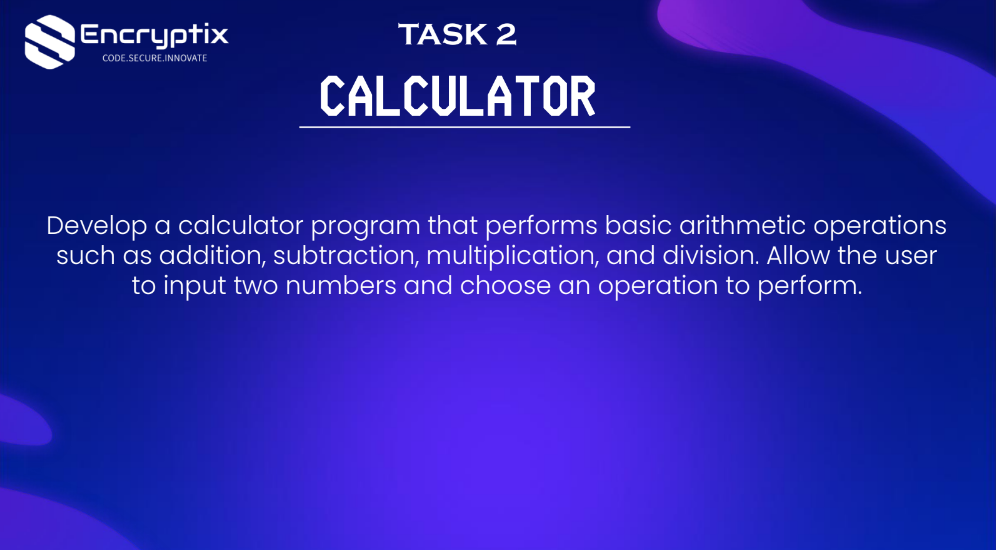 Encryptix
CODE.SECURE.INNOVATE
TASK 2
CALCULATOR
Develop a calculator program that performs basic arithmetic operations
such as addition, subtraction, multiplication, and division. Allow the user
to input two numbers and choose an operation to perform.